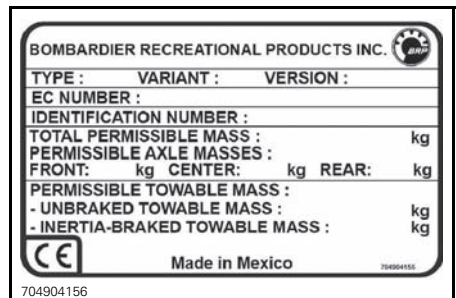 BOMBARDIER RECREATIONAL PRODUCTS INC. BRP
TYPE : VARIANT : VERSION :
EC NUMBER :
IDENTIFICATION NUMBER :
TOTAL PERMISSIBLE MASS : kg
PERMISSIBLE AXLE MASSES :
FRONT: kg CENTER: kg REAR: kg
PERMISSIBLE TOWABLE MASS :
- UNBRAKED TOWABLE MASS : kg
- INERTIA-BRAKED TOWABLE MASS : kg
CE Made in Mexico 704904155
704904156